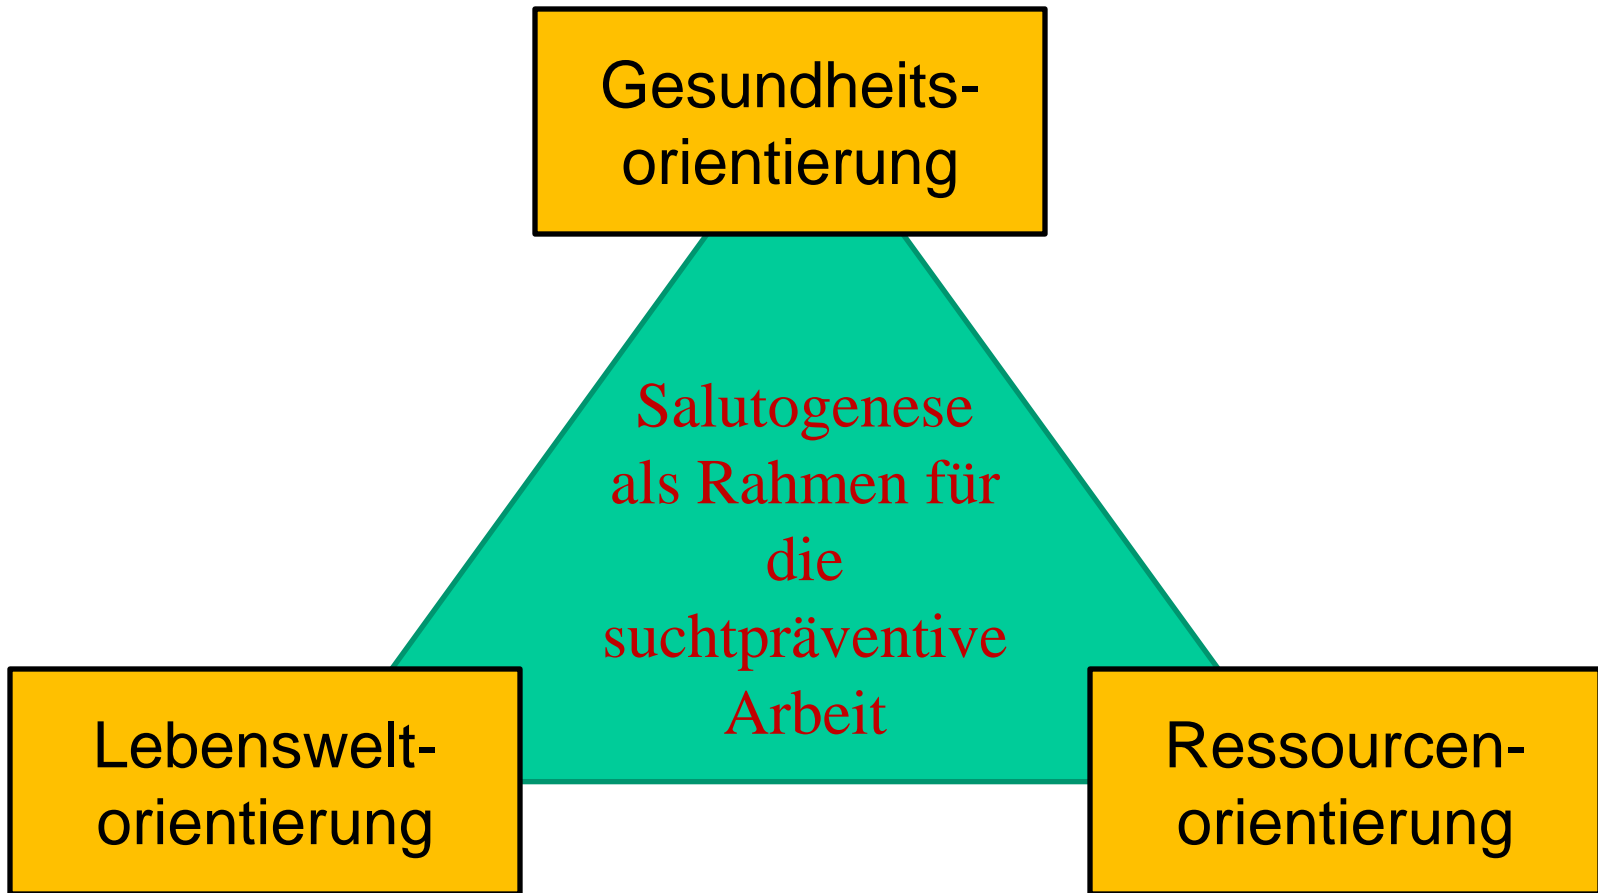 Gesundheits-
orientierung
Salutogenese
als Rahmen für
die
suchtpräventive
Arbeit
Lebenswelt-
orientierung
Ressourcen-
orientierung